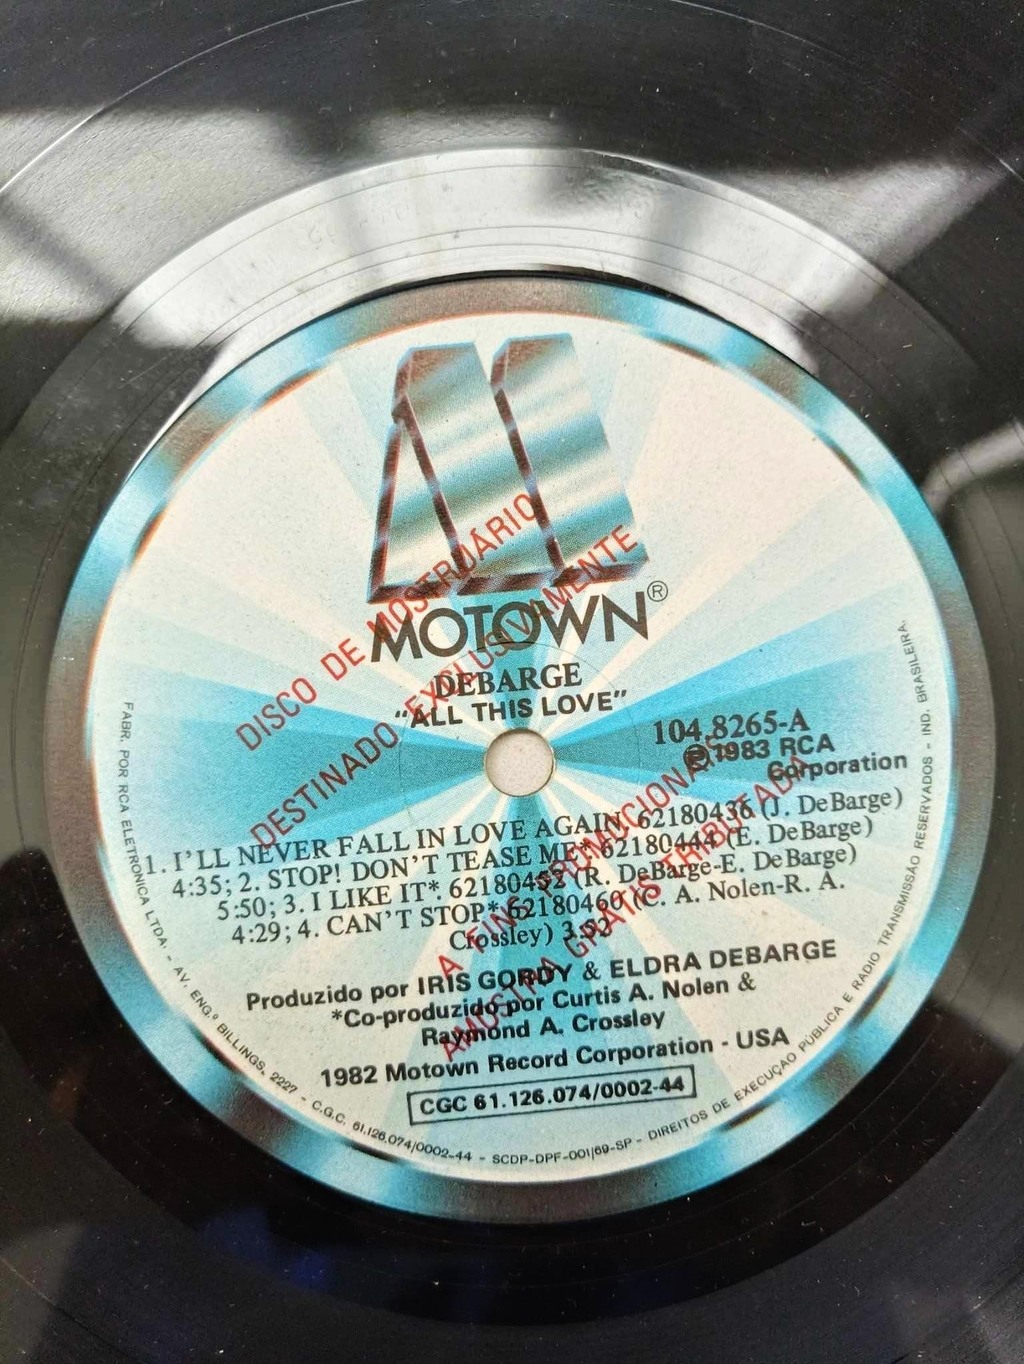 MOTOWN®
DEBARGE
"ALL THIS LOVE"
104.8265-A
℗1983 RCA
Corporation
1. I'LL NEVER FALL IN LOVE AGAIN. 62180436 (J. DeBarge)
4:35; 2. STOP! DON'T TEASE ME*. 62180444 (E. DeBarge)
5:50; 3. I LIKE IT*. 62180452 (R. DeBarge-E. DeBarge)
4:29; 4. CAN'T STOP* 62180460 (C. A. Nolen-R. A.
Crossley) 3:52
Produzido por IRIS GORDY & ELDRA DEBARGE
*Co-produzido por Curtis A. Nolen &
Raymond A. Crossley
1982 Motown Record Corporation - USA
CGC 61.126.074/0002-44
DISCO DE MOSTRUÁRIO
DESTINADO EXCLUSIVAMENTE
A FINS PROMOCIONAIS
AMOSTRA GRATIS TRIBUTADA
FABR. POR RCA ELETRONICA LTDA. - AV. ENG.º BILLINGS, 2227 - C.G.C. 61.126.074/0002-44 - SCDP-DPF-001/69-SP - DIREITOS DE EXECUÇÃO PÚBLICA E RÁDIO TRANSMISSÃO RESERVADOS - IND. BRASILEIRA.